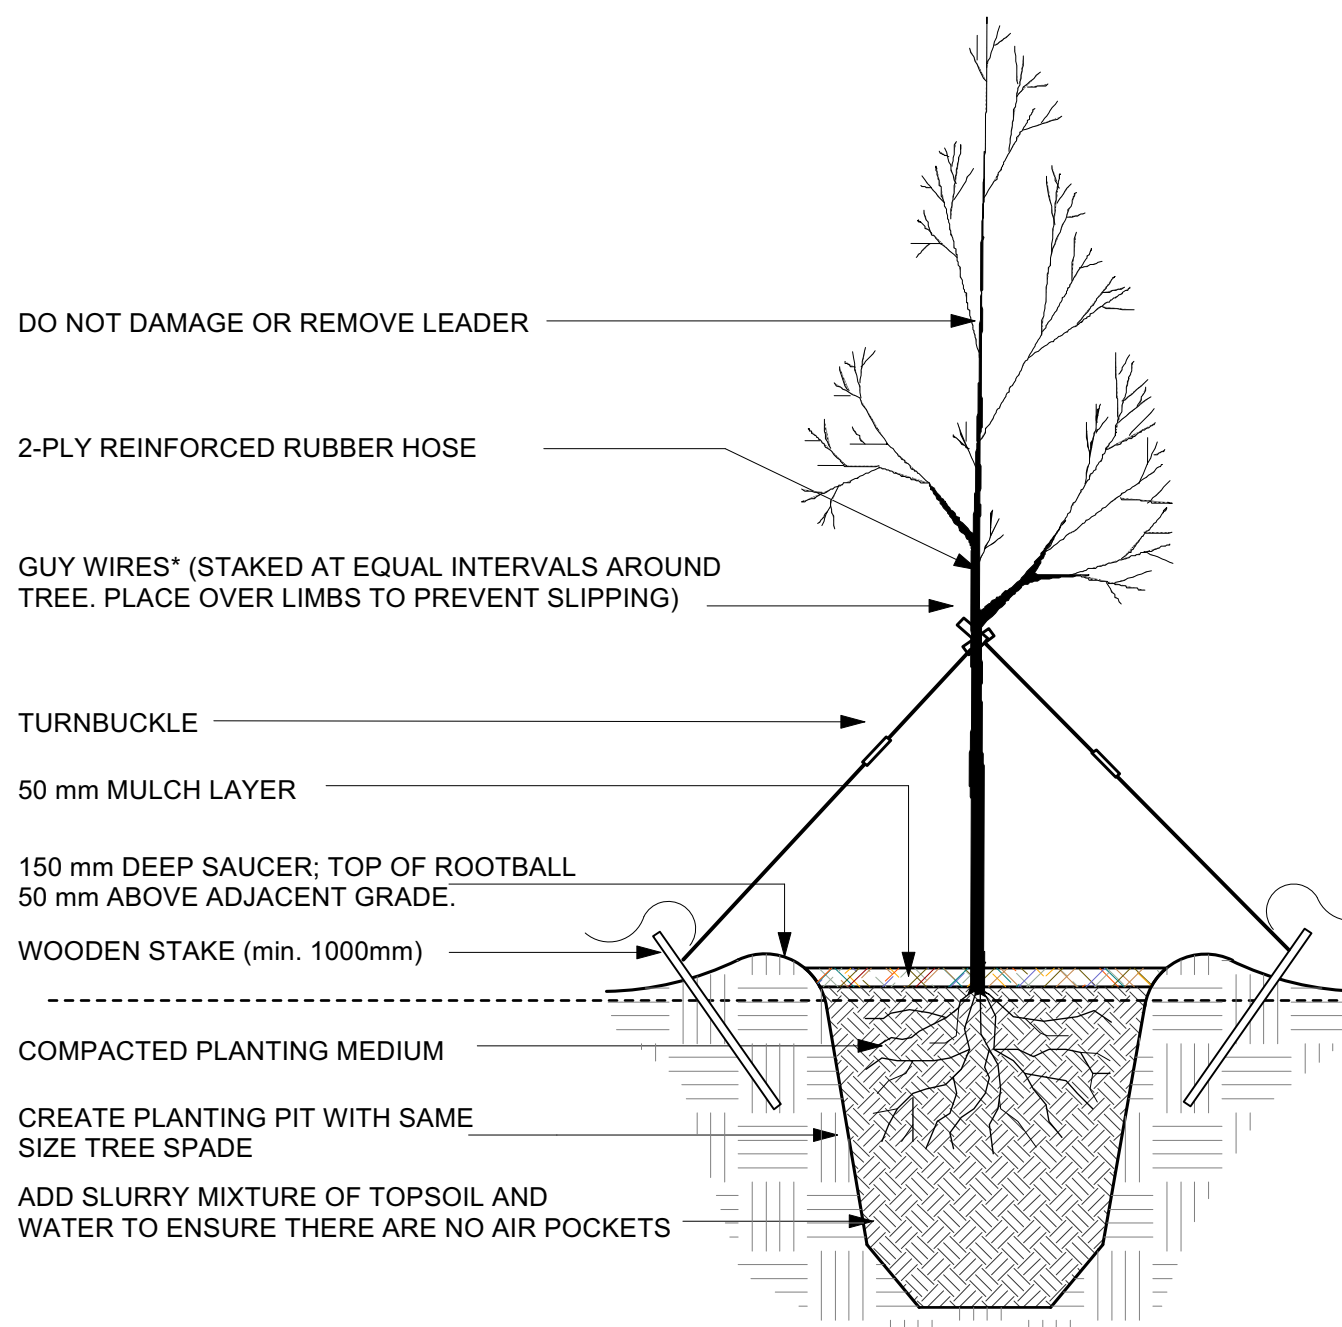 DO NOT DAMAGE OR REMOVE LEADER
2-PLY REINFORCED RUBBER HOSE
GUY WIRES* (STAKED AT EQUAL INTERVALS AROUND
TREE. PLACE OVER LIMBS TO PREVENT SLIPPING)
TURNBUCKLE
50 mm MULCH LAYER
150 mm DEEP SAUCER; TOP OF ROOTBALL
50 mm ABOVE ADJACENT GRADE.
WOODEN STAKE (min. 1000mm)
COMPACTED PLANTING MEDIUM
CREATE PLANTING PIT WITH SAME
SIZE TREE SPADE
ADD SLURRY MIXTURE OF TOPSOIL AND
WATER TO ENSURE THERE ARE NO AIR POCKETS